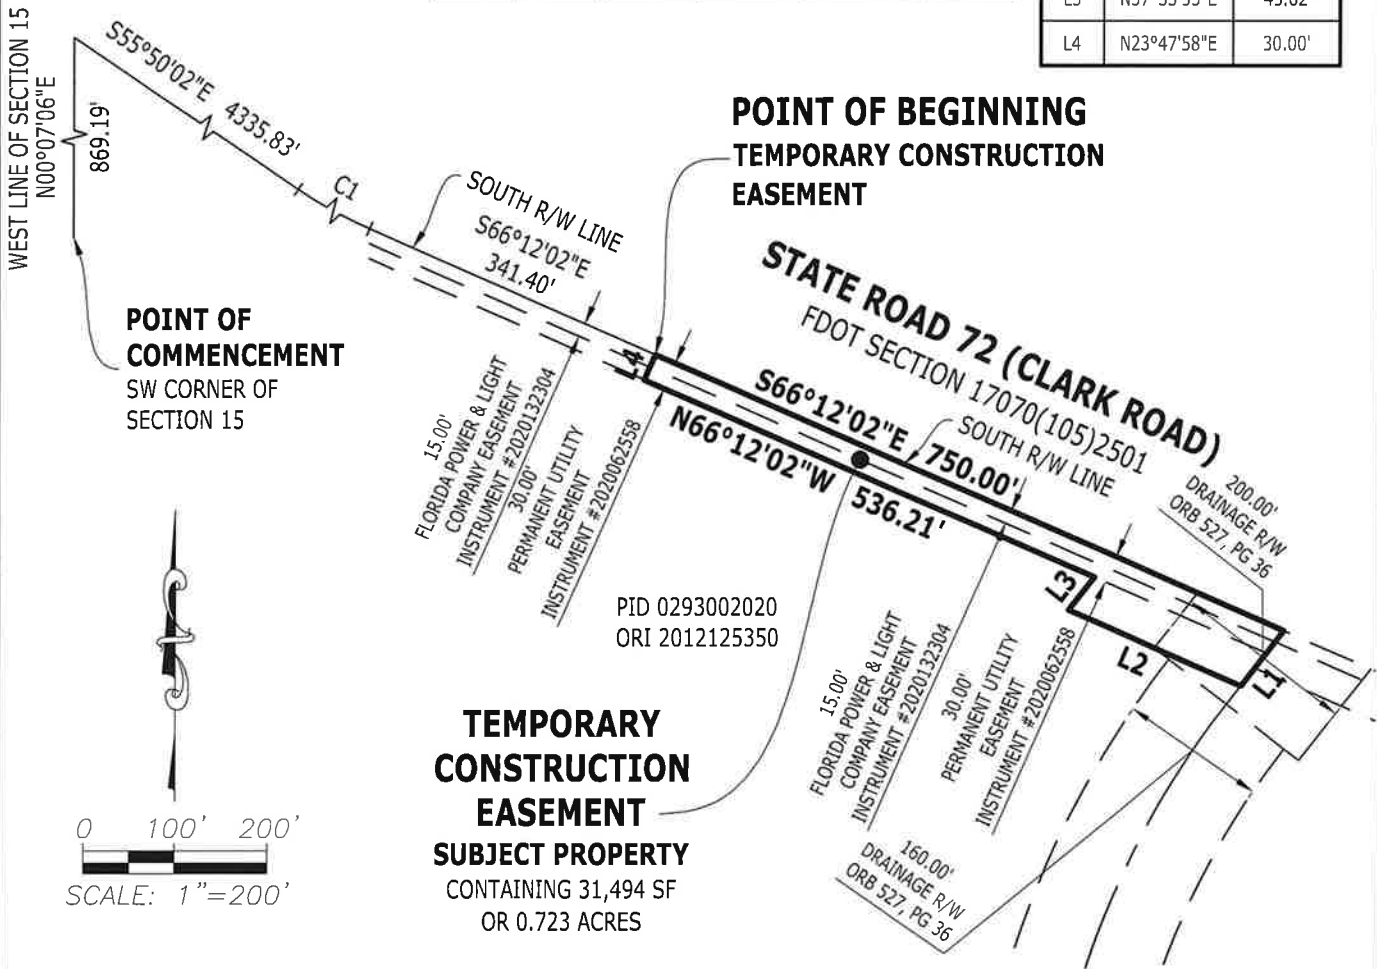 L4 N23°47'58"E 30.00'
WEST LINE OF SECTION 15
N00°07'06"E
869.19'
S55°50'02"E 4335.83'
C1
SOUTH R/W LINE
S66°12'02"E
341.40'
POINT OF BEGINNING
TEMPORARY CONSTRUCTION
EASEMENT
POINT OF
COMMENCEMENT
SW CORNER OF
SECTION 15
STATE ROAD 72 (CLARK ROAD)
FDOT SECTION 17070(105)2501
SOUTH R/W LINE
L4
S66°12'02"E 750.00'
N66°12'02"W 536.21'
15.00'
FLORIDA POWER & LIGHT
COMPANY EASEMENT
INSTRUMENT #2020132304
30.00'
PERMANENT UTILITY
EASEMENT
INSTRUMENT #2020062558
200.00'
DRAINAGE R/W
ORB 527, PG 36
L3
L2
L1
PID 0293002020
ORI 2012125350
15.00'
FLORIDA POWER & LIGHT
COMPANY EASEMENT
INSTRUMENT #2020132304
30.00'
PERMANENT UTILITY
EASEMENT
INSTRUMENT #2020062558
TEMPORARY
CONSTRUCTION
EASEMENT
SUBJECT PROPERTY
CONTAINING 31,494 SF
OR 0.723 ACRES
160.00'
DRAINAGE R/W
ORB 527, PG 36
0 100' 200'
SCALE: 1"=200'